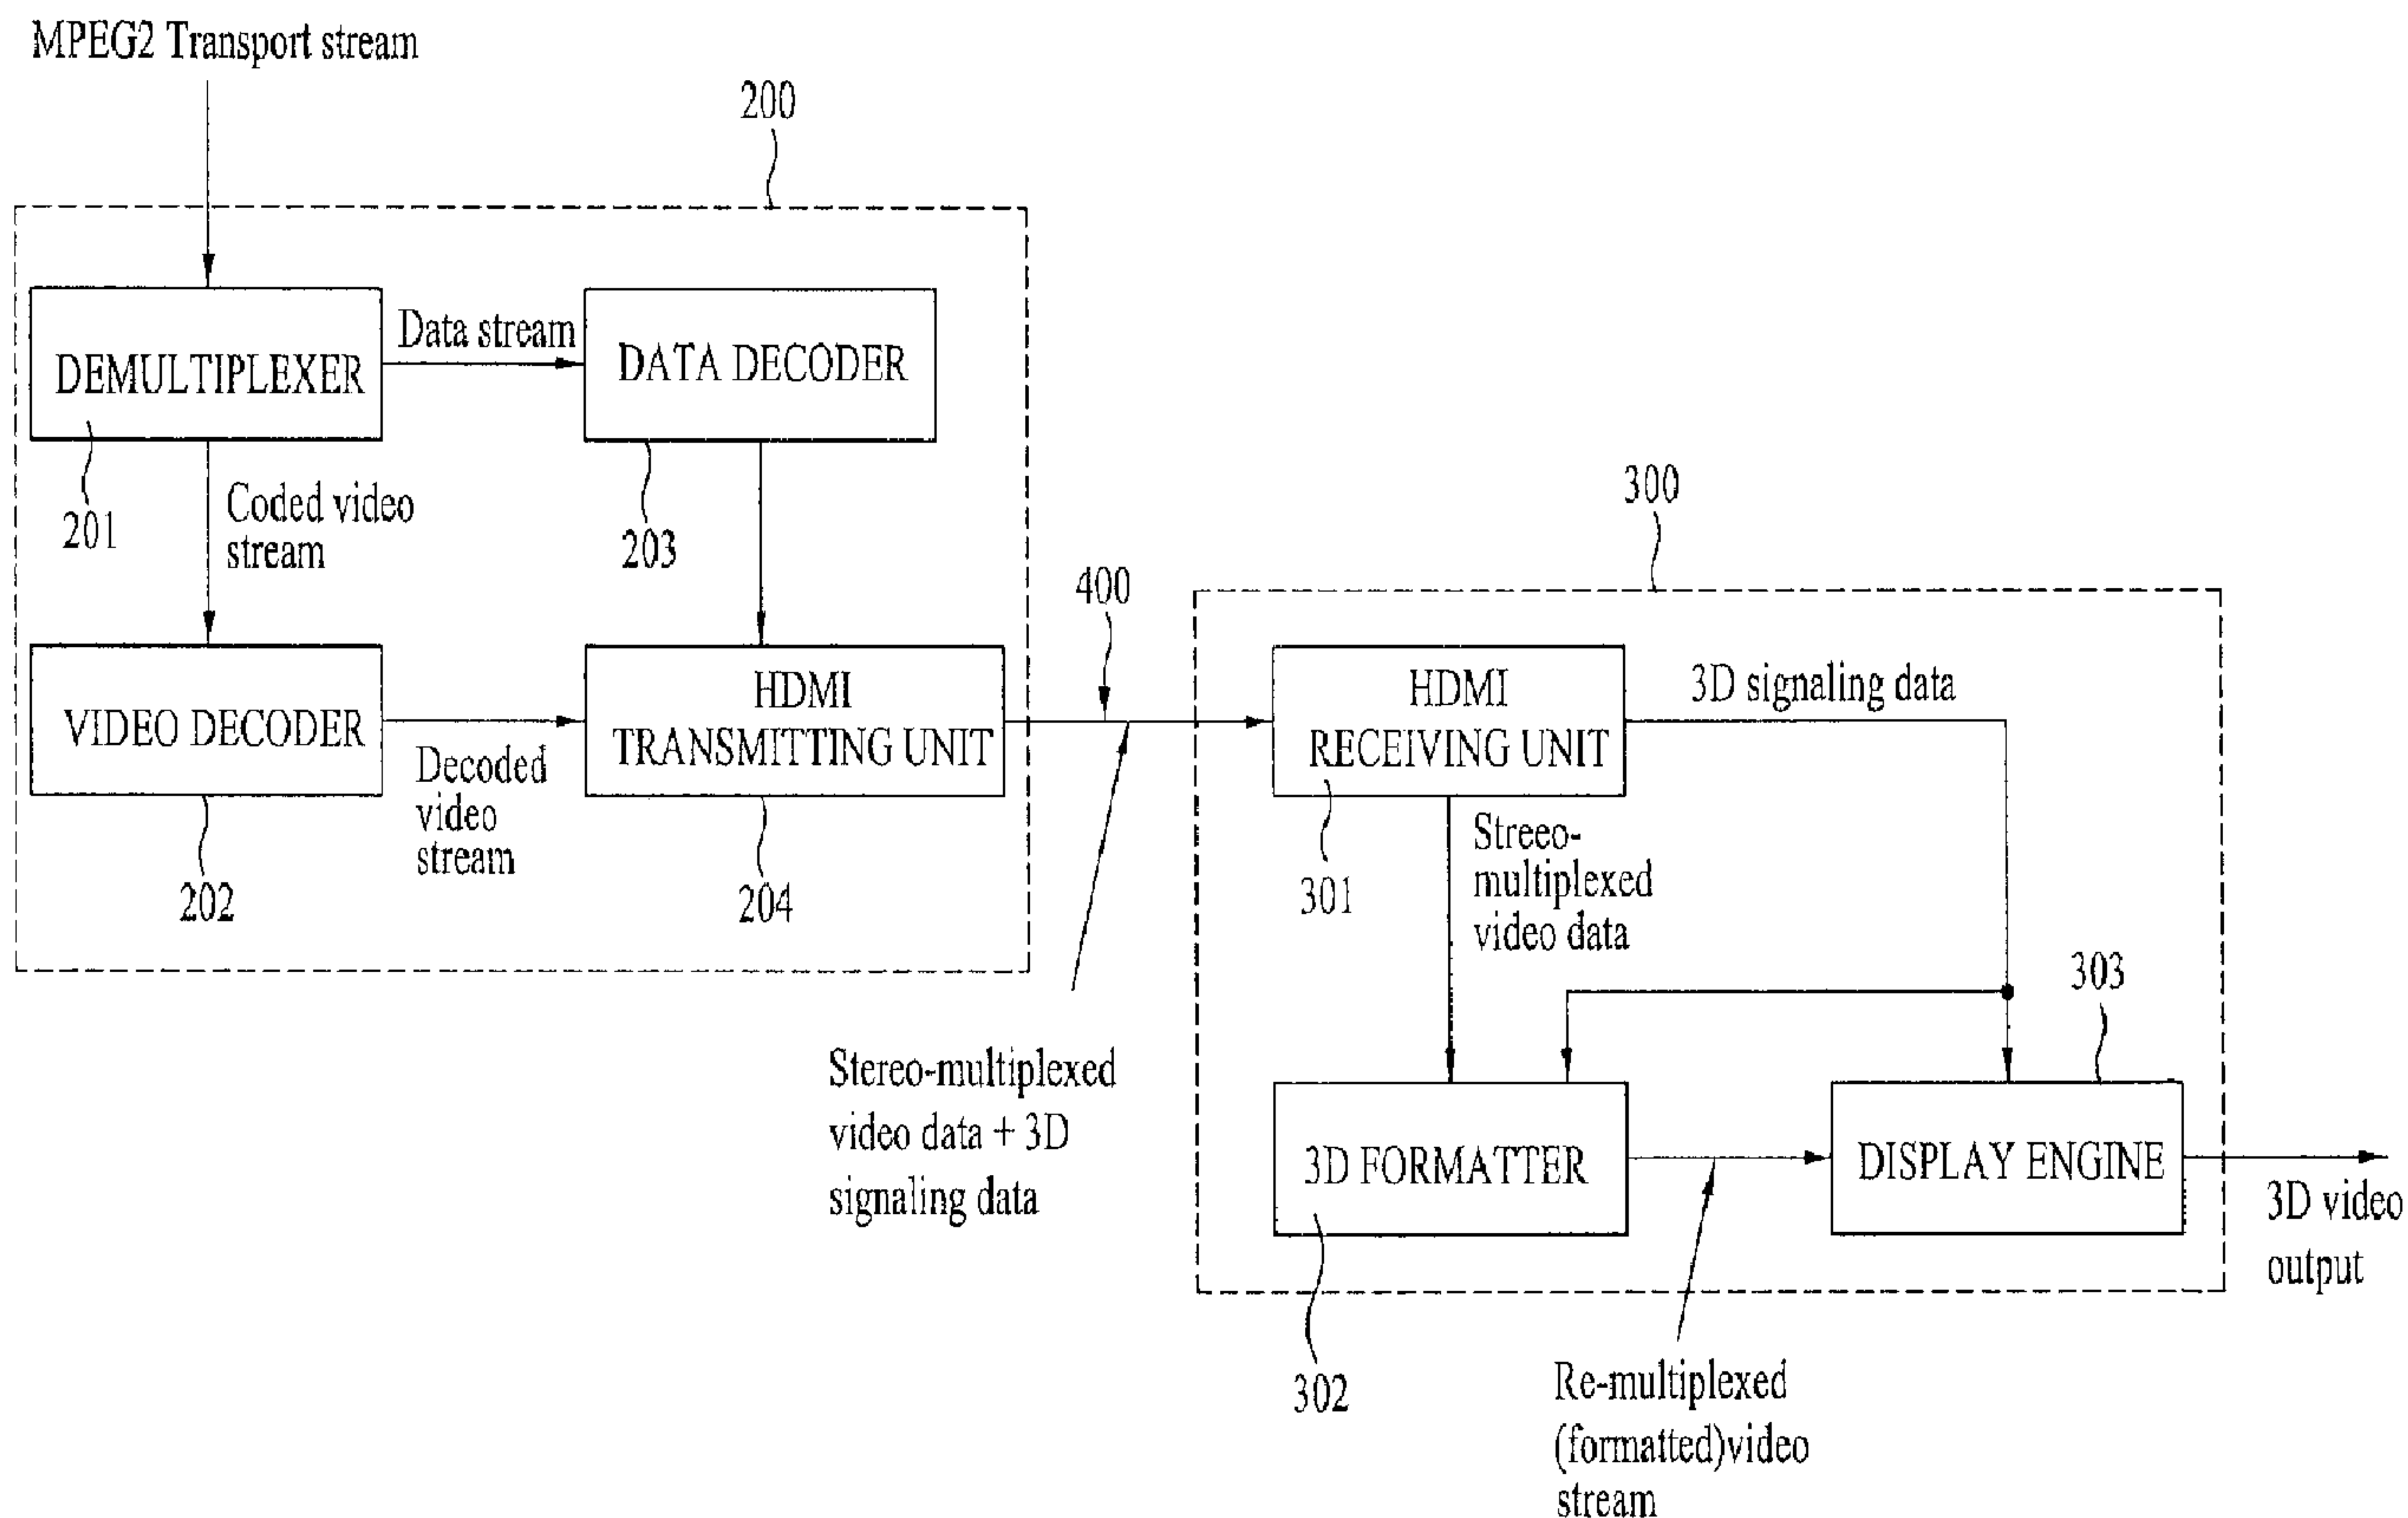 MPEG2 Transport stream
200
DEMULTIPLEXER
Data stream
DATA DECODER
201
Coded video
stream
203
300
400
VIDEO DECODER
Decoded
video
stream
HDMI
TRANSMITTING UNIT
HDMI
RECEIVING UNIT
3D signaling data
202
204
301
Streeo-
multiplexed
video data
303
Stereo-multiplexed
video data + 3D
signaling data
3D FORMATTER
DISPLAY ENGINE
3D video
output
302
Re-multiplexed
(formatted)video
stream